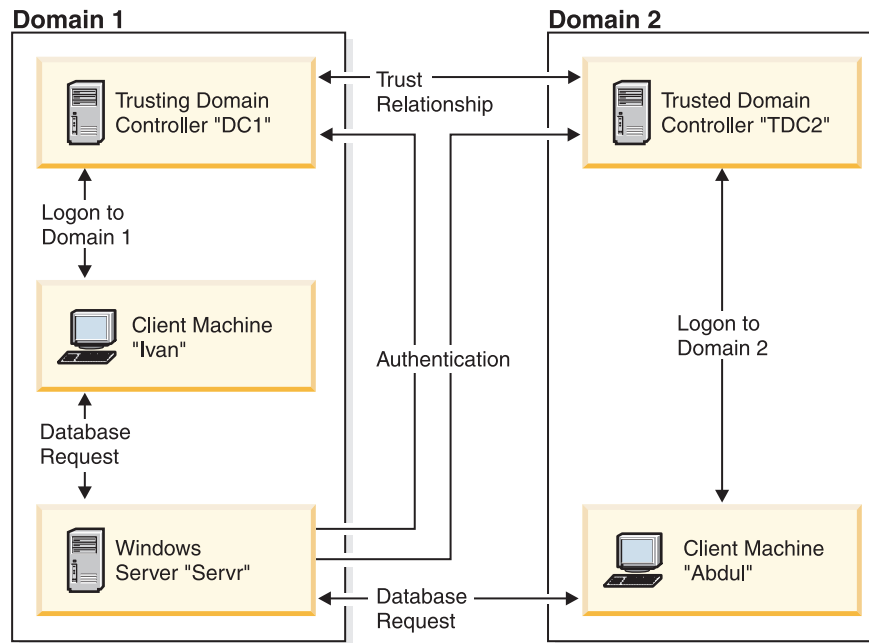 Domain 1
Domain 2
Trusting Domain
Controller "DC1"
Trust
Relationship
Trusted Domain
Controller "TDC2"
Logon to
Domain 1
Client Machine
"Ivan"
Authentication
Logon to
Domain 2
Database
Request
Windows
Server "Servr"
Database
Request
Client Machine
"Abdul"